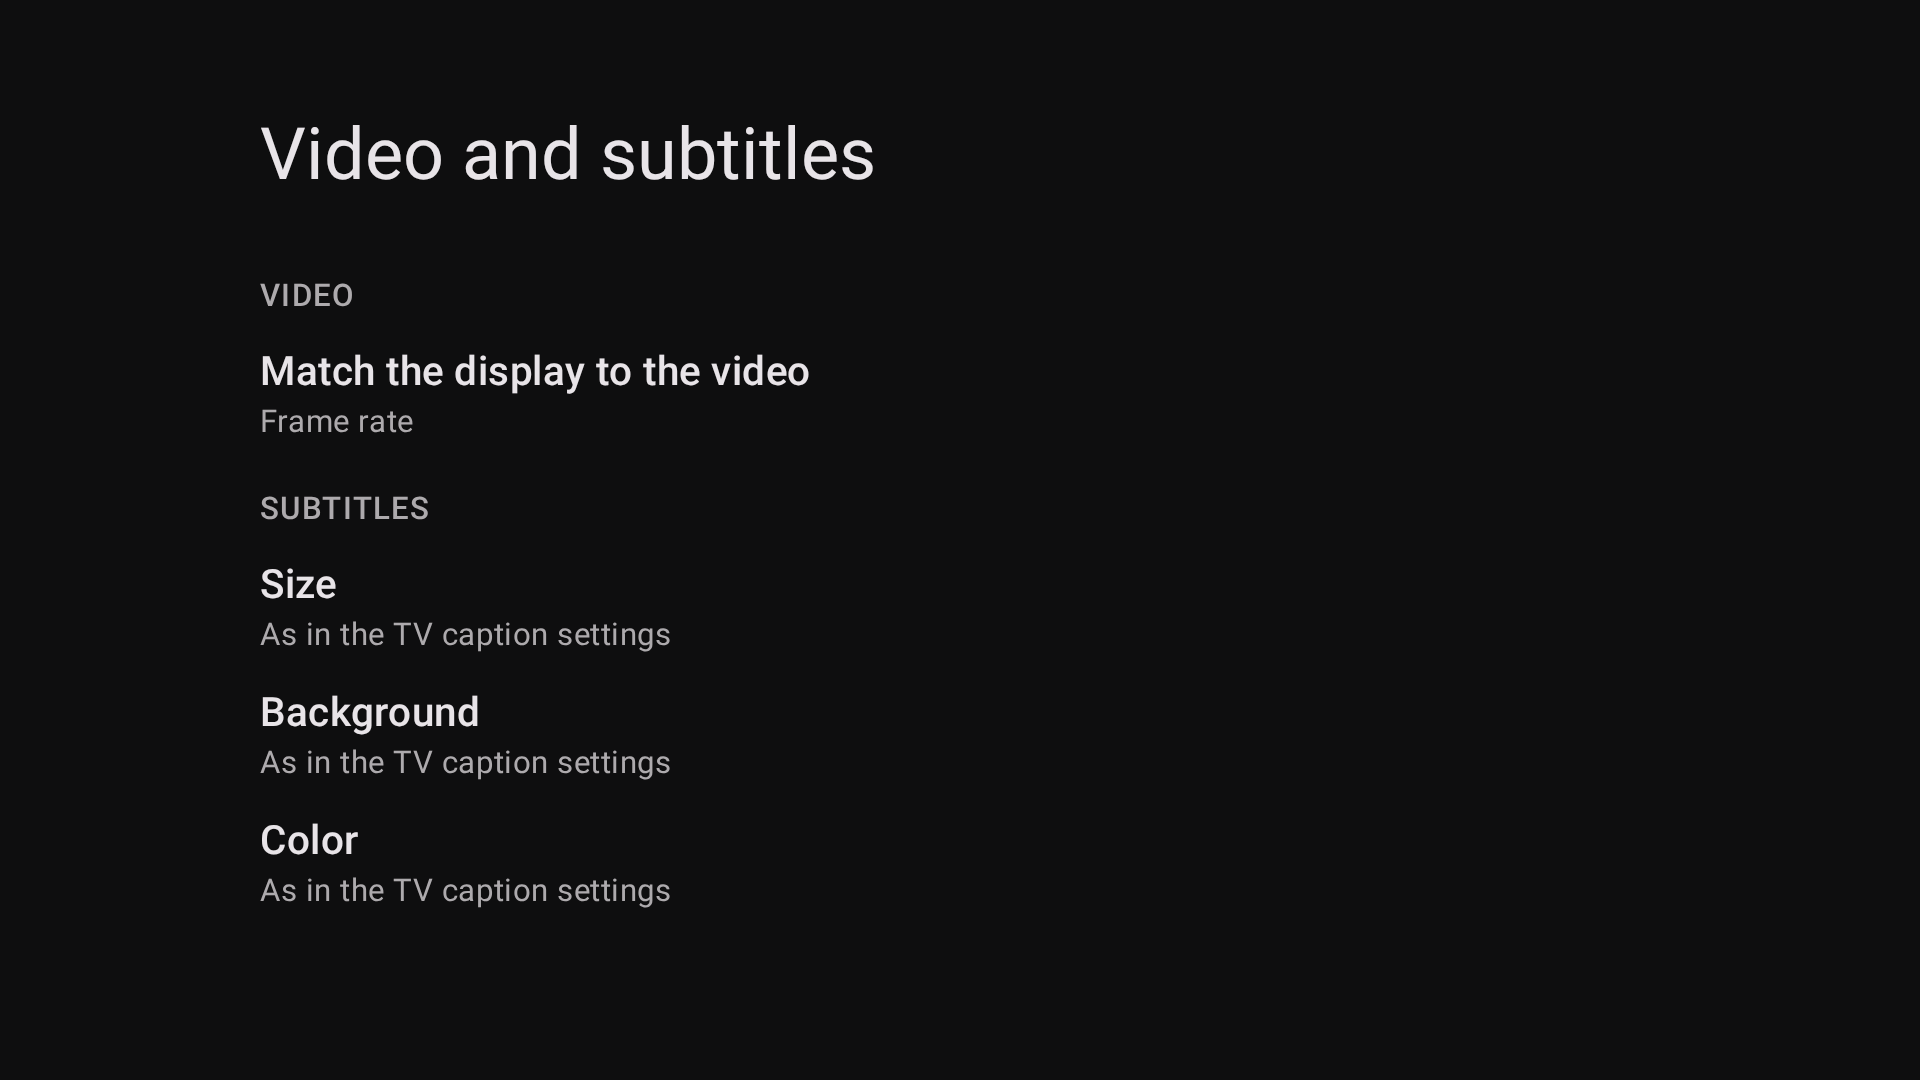 Video and subtitles
VIDEO
Match the display to the video
Frame rate
SUBTITLES
Size
As in the TV caption settings
Background
As in the TV caption settings
Color
As in the TV caption settings